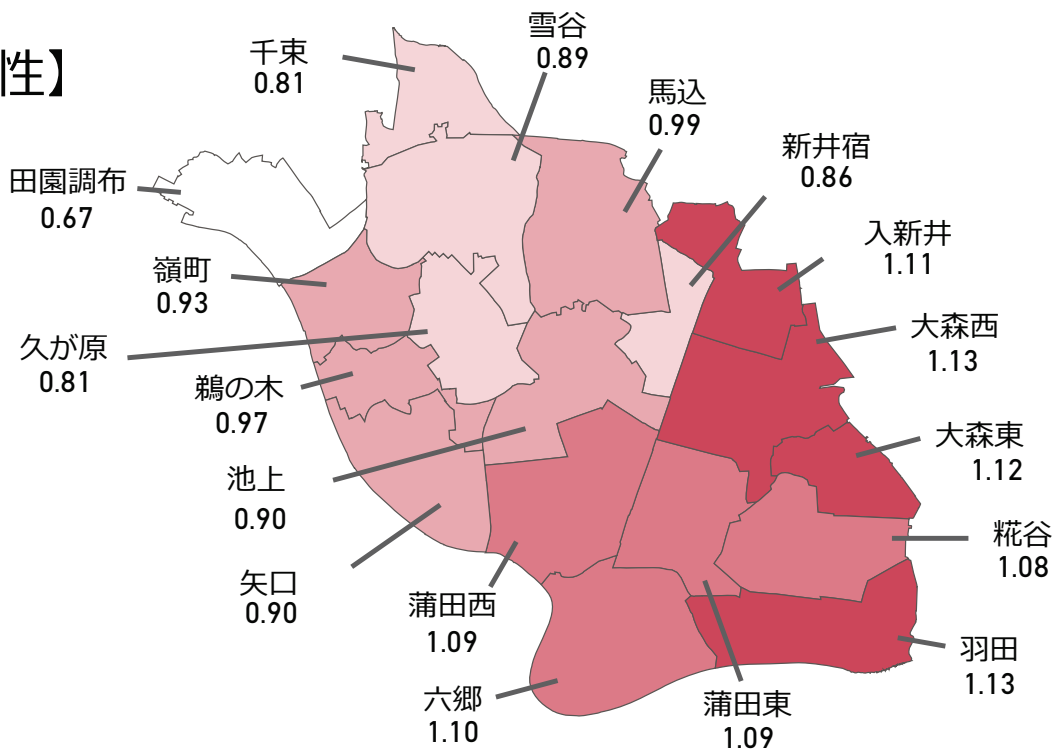 性】
千束
0.81
雪谷
0.89
馬込
0.99
新井宿
0.86
田園調布
0.67
入新井
1.11
嶺町
0.93
大森西
1.13
久が原
0.81
鵜の木
0.97
大森東
1.12
池上
0.90
糀谷
1.08
矢口
0.90
蒲田西
1.09
羽田
1.13
六郷
1.10
蒲田東
1.09